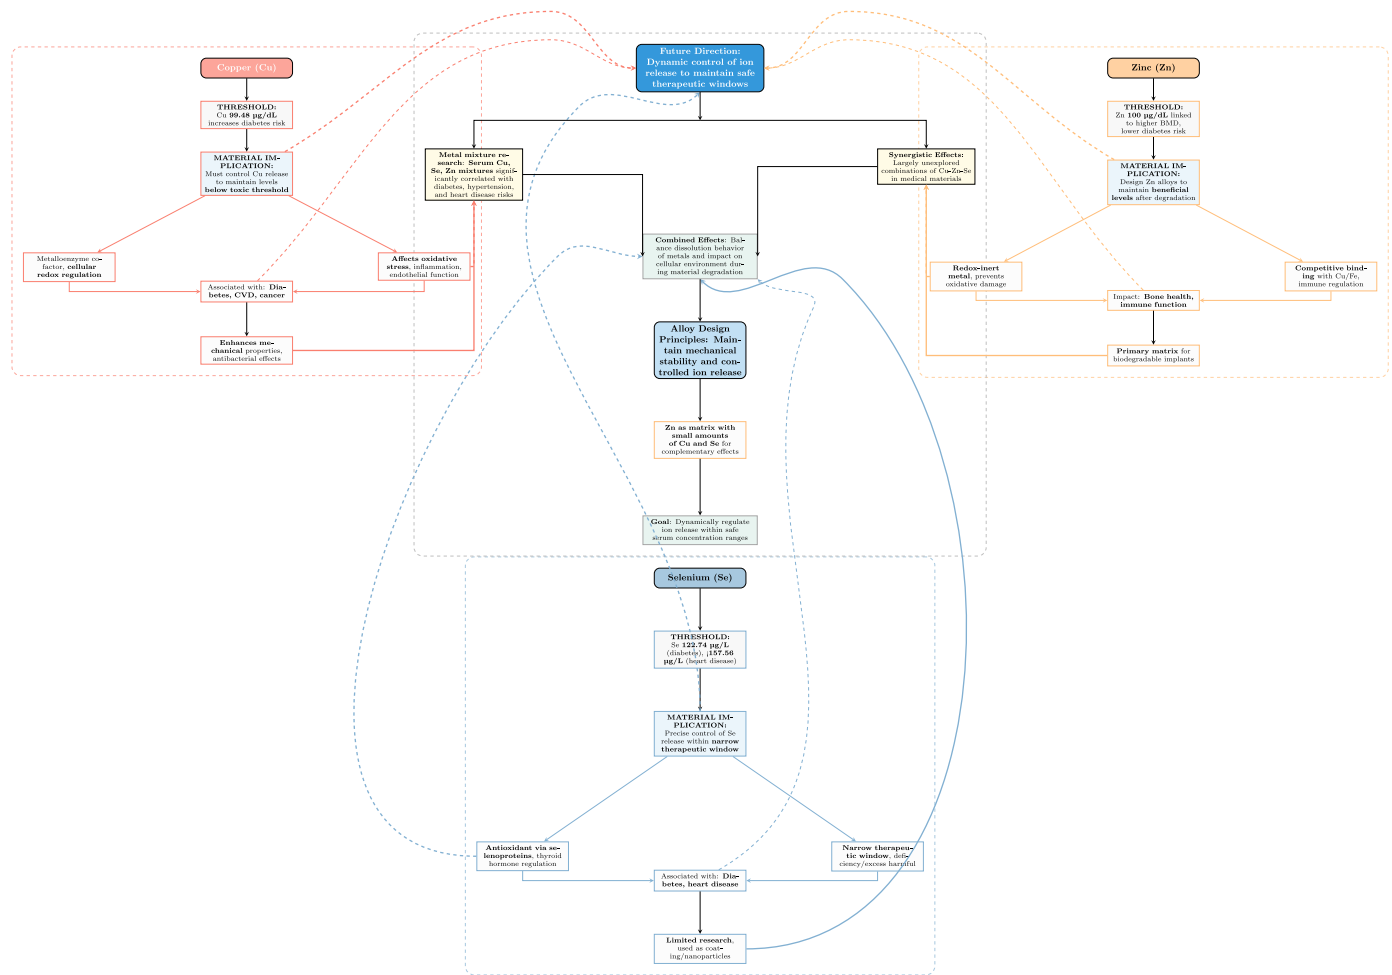 Copper (Cu)
THRESHOLD:
Cu 99.48 µg/dL
increases diabetes risk
MATERIAL IM-
PLICATION:
Must control Cu release
to maintain levels
below toxic threshold
Metalloenzyme co-
factor, cellular
redox regulation
Affects oxidative
stress, inflammation,
endothelial function
Associated with: Dia-
betes, CVD, cancer
Enhances me-
chanical properties,
antibacterial effects
Future Direction:
Dynamic control of ion
release to maintain safe
therapeutic windows
Metal mixture re-
search: Serum Cu,
Se, Zn mixtures signif-
icantly correlated with
diabetes, hypertension,
and heart disease risks
Synergistic Effects:
Largely unexplored
combinations of Cu-Zn-Se
in medical materials
Combined Effects: Bal-
ance dissolution behavior
of metals and impact on
cellular environment dur-
ing material degradation
Alloy Design
Principles: Main-
tain mechanical
stability and con-
trolled ion release
Zn as matrix with
small amounts
of Cu and Se for
complementary effects
Goal: Dynamically regulate
ion release within safe
serum concentration ranges
Zinc (Zn)
THRESHOLD:
Zn 100 µg/dL linked
to higher BMD,
lower diabetes risk
MATERIAL IM-
PLICATION:
Design Zn alloys to
maintain beneficial
levels after degradation
Redox-inert
metal, prevents
oxidative damage
Competitive bind-
ing with Cu/Fe,
immune regulation
Impact: Bone health,
immune function
Primary matrix for
biodegradable implants
Selenium (Se)
THRESHOLD:
Se 122.74 µg/L
(diabetes), ¡157.56
µg/L (heart disease)
MATERIAL IM-
PLICATION:
Precise control of Se
release within narrow
therapeutic window
Antioxidant via se-
lenoproteins, thyroid
hormone regulation
Narrow therapeu-
tic window, defi-
ciency/excess harmful
Associated with: Dia-
betes, heart disease
Limited research,
used as coat-
ing/nanoparticles